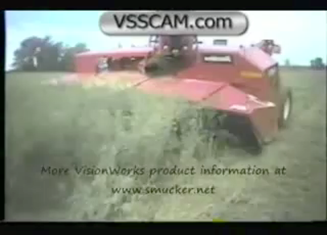 VSSCAM.com
More VisionWorks product information at
www.smucker.net